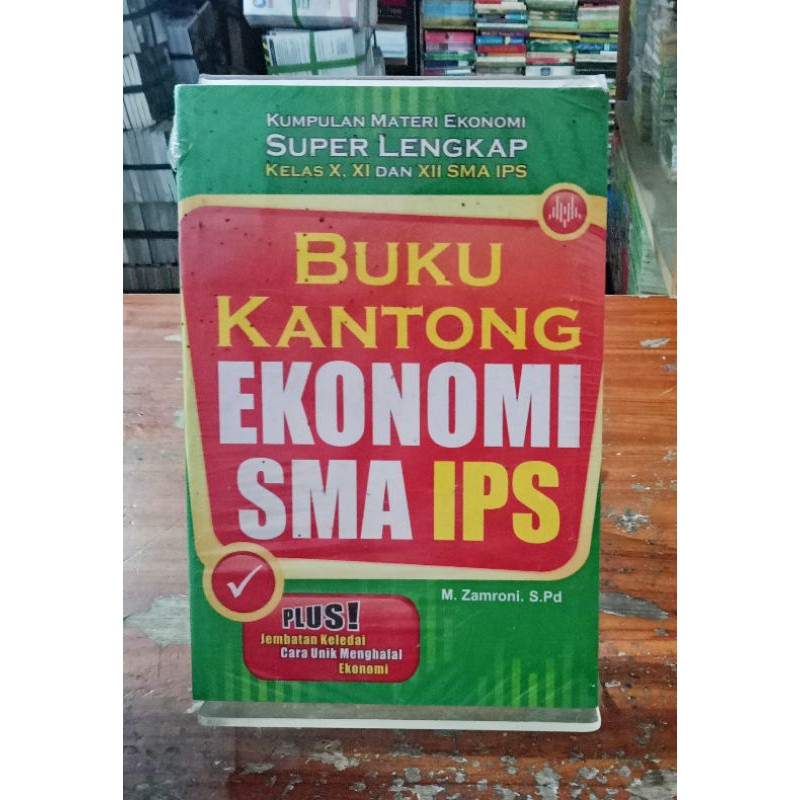 KUMPULAN MATERI EKONOMI
SUPER LENGKAP
KELAS X, XI DAN XII SMA IPS
BUKU
KANTONG
EKONOMI
SMA IPS
M. Zamroni. S.Pd
PLUS!
Jembatan Keledai
Cara Unik Menghafal
Ekonomi